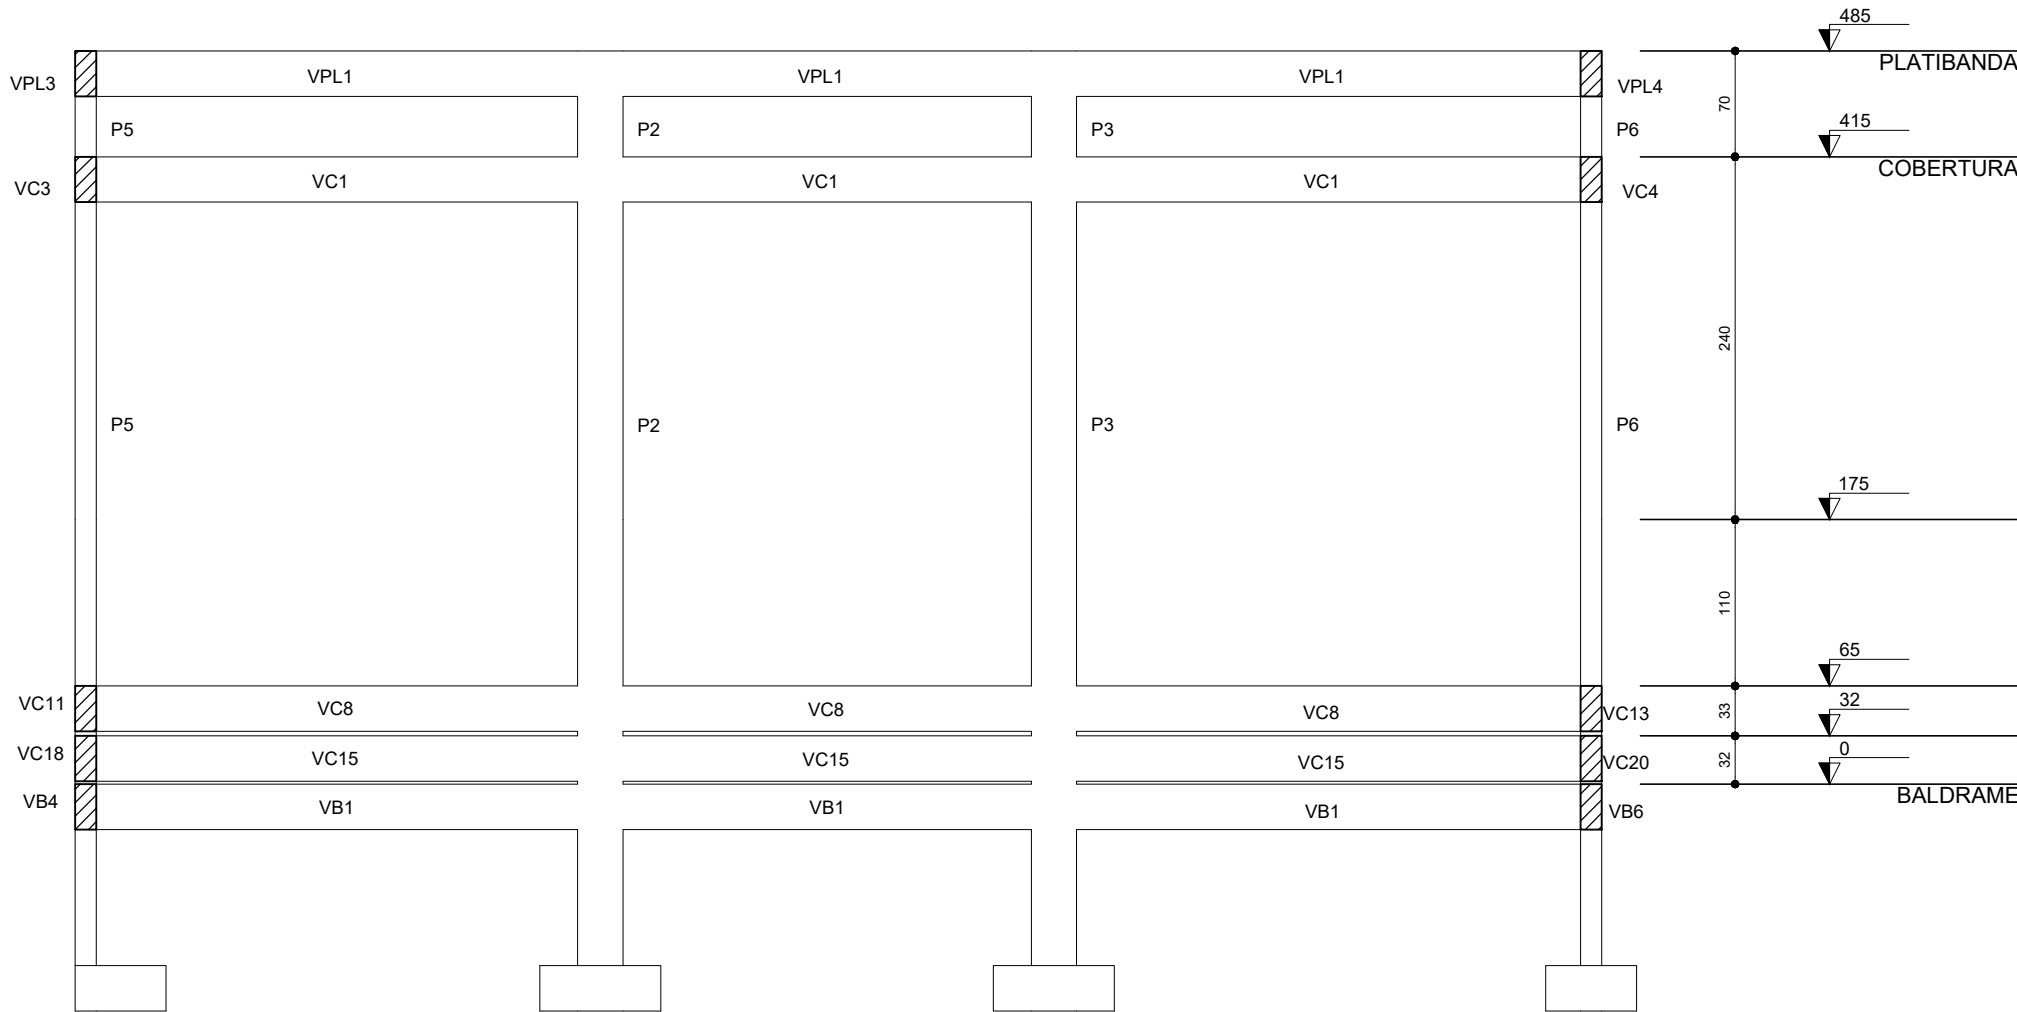 485
PLATIBANDA
VPL3
VPL1
VPL1
VPL1
VPL4
70
P5
P2
P3
P6
415
COBERTURA
VC3
VC1
VC1
VC1
VC4
240
P5
P2
P3
P6
175
110
65
VC11
VC8
VC8
VC8
VC13
33
32
VC18
VC15
VC15
VC15
VC20
32
0
BALDRAME
VB4
VB1
VB1
VB1
VB6